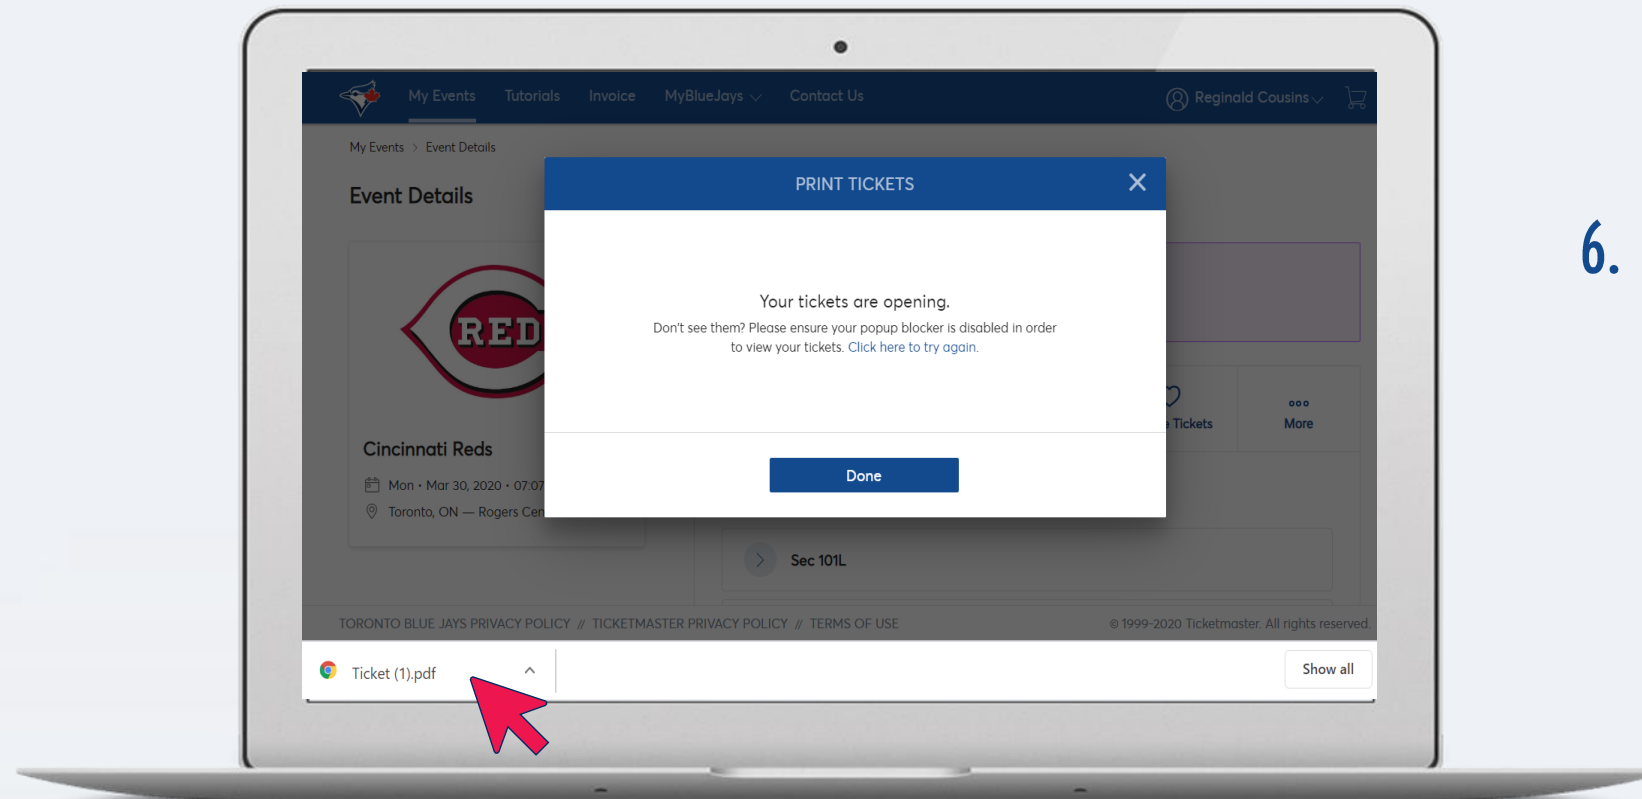 My Events Tutorials Invoice MyBlueJays Contact Us Reginald Cousins
My Events > Event Details
Event Details
PRINT TICKETS
Your tickets are opening.
Don't see them? Please ensure your popup blocker is disabled in order
to view your tickets. Click here to try again.
Done
RED
Cincinnati Reds
Mon • Mar 30, 2020 • 07:07
Toronto, ON — Rogers Cen
Tickets
More
Sec 101L
TORONTO BLUE JAYS PRIVACY POLICY // TICKETMASTER PRIVACY POLICY // TERMS OF USE
© 1999-2020 Ticketmaster. All rights reserved.
Ticket (1).pdf
Show all
6.